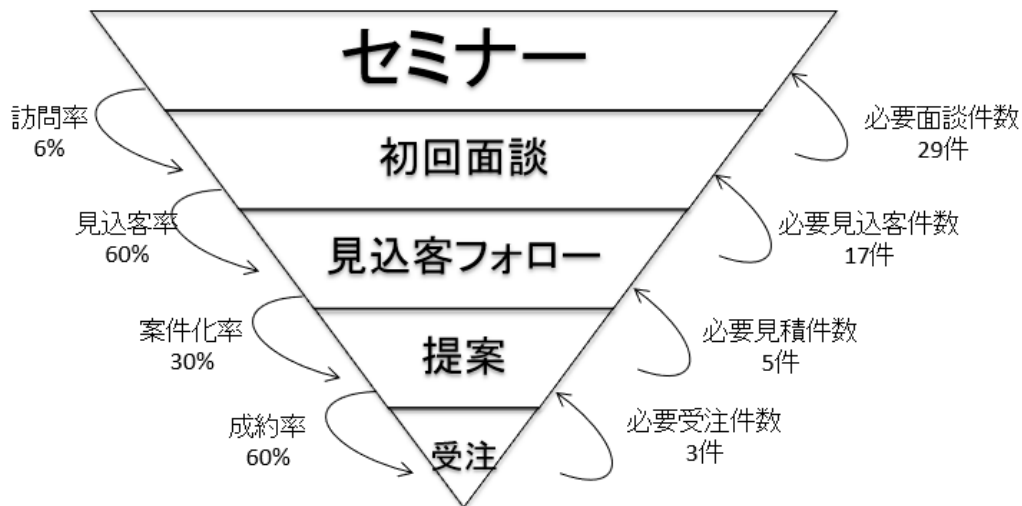 セミナー
訪問率
6%
必要面談件数
29件
初回面談
見込客率
60%
必要見込客件数
17件
見込客フォロー
案件化率
30%
必要見積件数
5件
提案
成約率
60%
必要受注件数
3件
受注